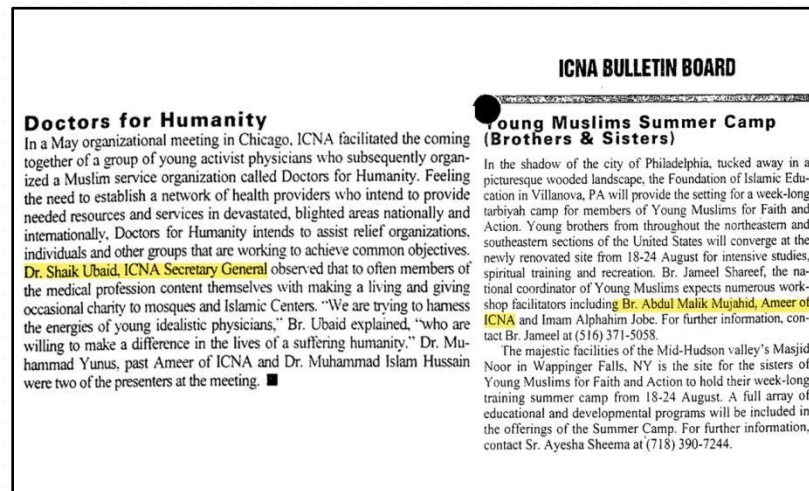 Doctors for Humanity
In a May organizational meeting in Chicago, ICNA facilitated the coming
together of a group of young activist physicians who subsequently organ-
ized a Muslim service organization called Doctors for Humanity. Feeling
the need to establish a network of health providers who intend to provide
needed resources and services in devastated, blighted areas nationally and
internationally, Doctors for Humanity intends to assist relief organizations,
individuals and other groups that are working to achieve common objectives.
Dr. Shaik Ubaid, ICNA Secretary General observed that to often members of
the medical profession content themselves with making a living and giving
occasional charity to mosques and Islamic Centers. "We are trying to harness
the energies of young idealistic physicians," Br. Ubaid explained, "who are
willing to make a difference in the lives of a suffering humanity." Dr. Mu-
hammad Yunus, past Ameer of ICNA and Dr. Muhammad Islam Hussain
were two of the presenters at the meeting.
ICNA BULLETIN BOARD
Young Muslims Summer Camp
(Brothers & Sisters)
In the shadow of the city of Philadelphia, tucked away in a
picturesque wooded landscape, the Foundation of Islamic Edu-
cation in Villanova, PA will provide the setting for a week-long
tarbiyah camp for members of Young Muslims for Faith and
Action. Young brothers from throughout the northeastern and
southeastern sections of the United States will converge at the
newly renovated site from 18-24 August for intensive studies,
spiritual training and recreation. Br. Jameel Shareef, the na-
tional coordinator of Young Muslims expects numerous work-
shop facilitators including Br. Abdul Malik Mujahid, Ameer of
ICNA and Imam Alphahim Jobe. For further information, con-
tact Br. Jameel at (516) 371-5058.
The majestic facilities of the Mid-Hudson valley's Masjid
Noor in Wappinger Falls, NY is the site for the sisters of
Young Muslims for Faith and Action to hold their week-long
training summer camp from 18-24 August. A full array of
educational and developmental programs will be included in
the offerings of the Summer Camp. For further information,
contact Sr. Ayesha Sheema at (718) 390-7244.